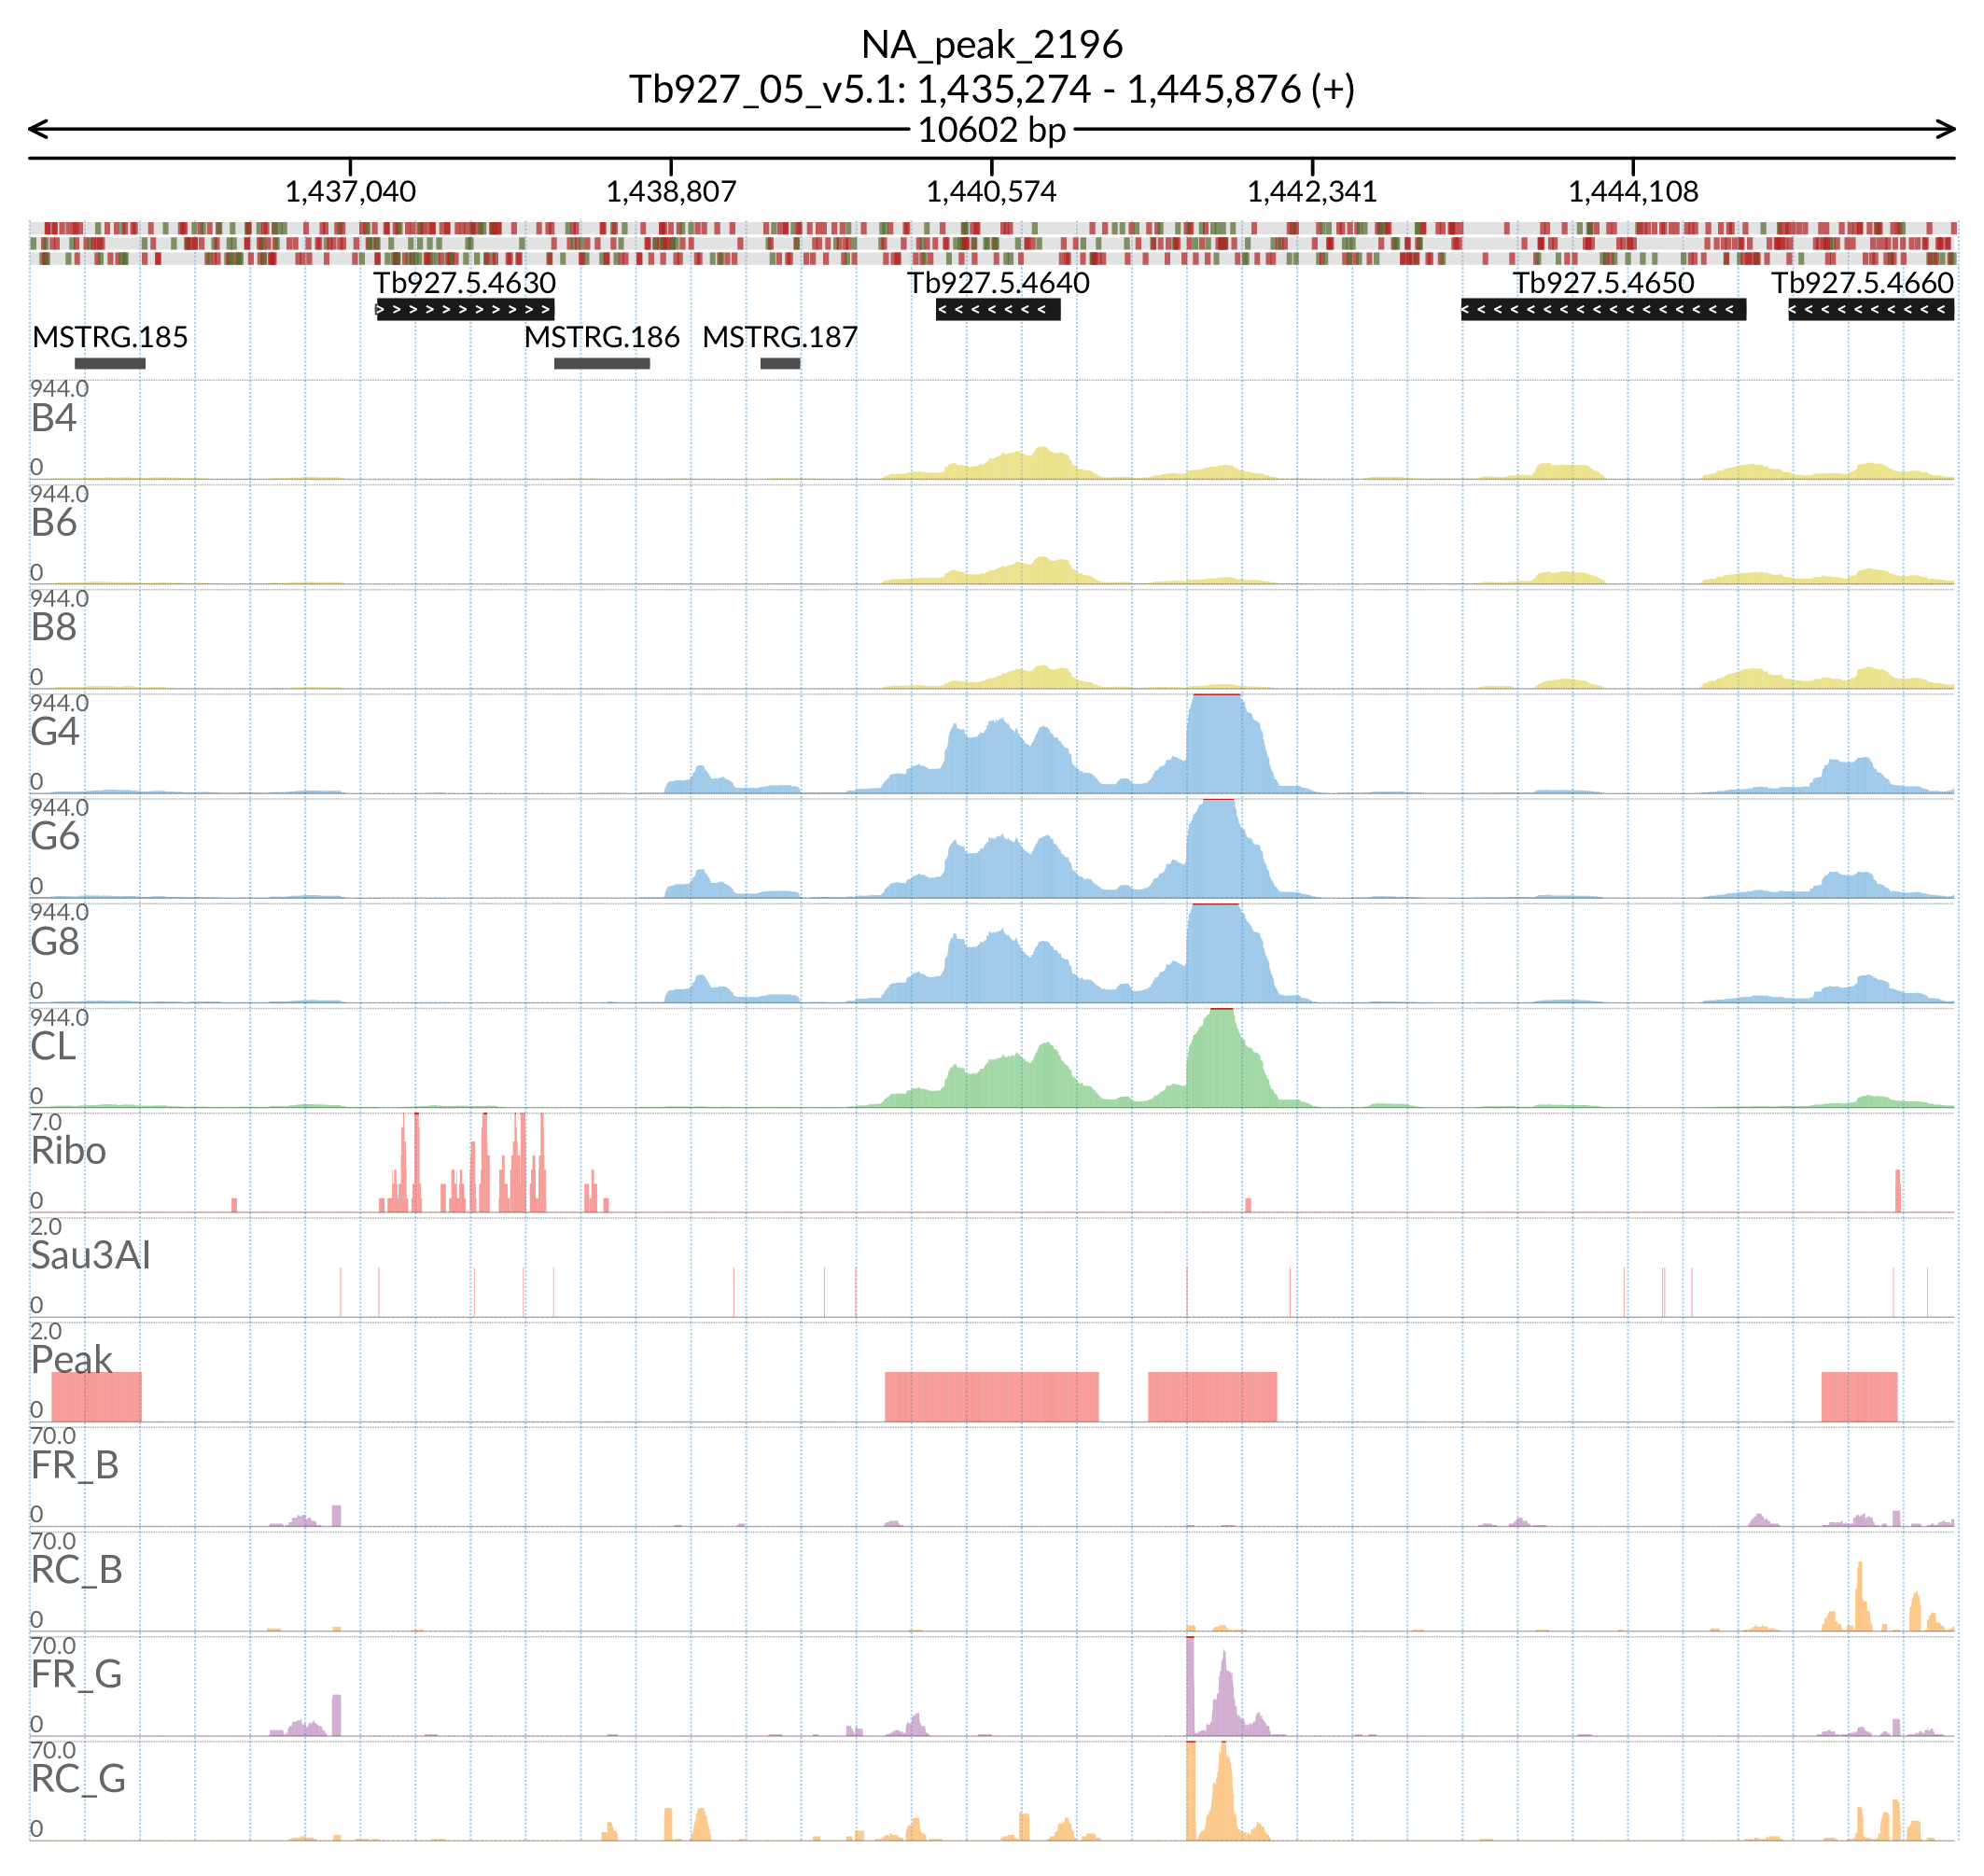 NA_peak_2196
Tb927_05_v5.1: 1,435,274 - 1,445,876 (+)
10602 bp
1,437,040 1,438,807 1,440,574 1,442,341 1,444,108
Tb927.5.4630 Tb927.5.4640 Tb927.5.4650 Tb927.5.4660
MSTRG.185 MSTRG.186 MSTRG.187
944.0
B4
0
944.0
B6
0
944.0
B8
0
944.0
G4
0
944.0
G6
0
944.0
G8
0
944.0
CL
0
7.0
Ribo
0
2.0
Sau3AI
0
2.0
Peak
0
70.0
FR_B
0
70.0
RC_B
0
70.0
FR_G
0
70.0
RC_G
0